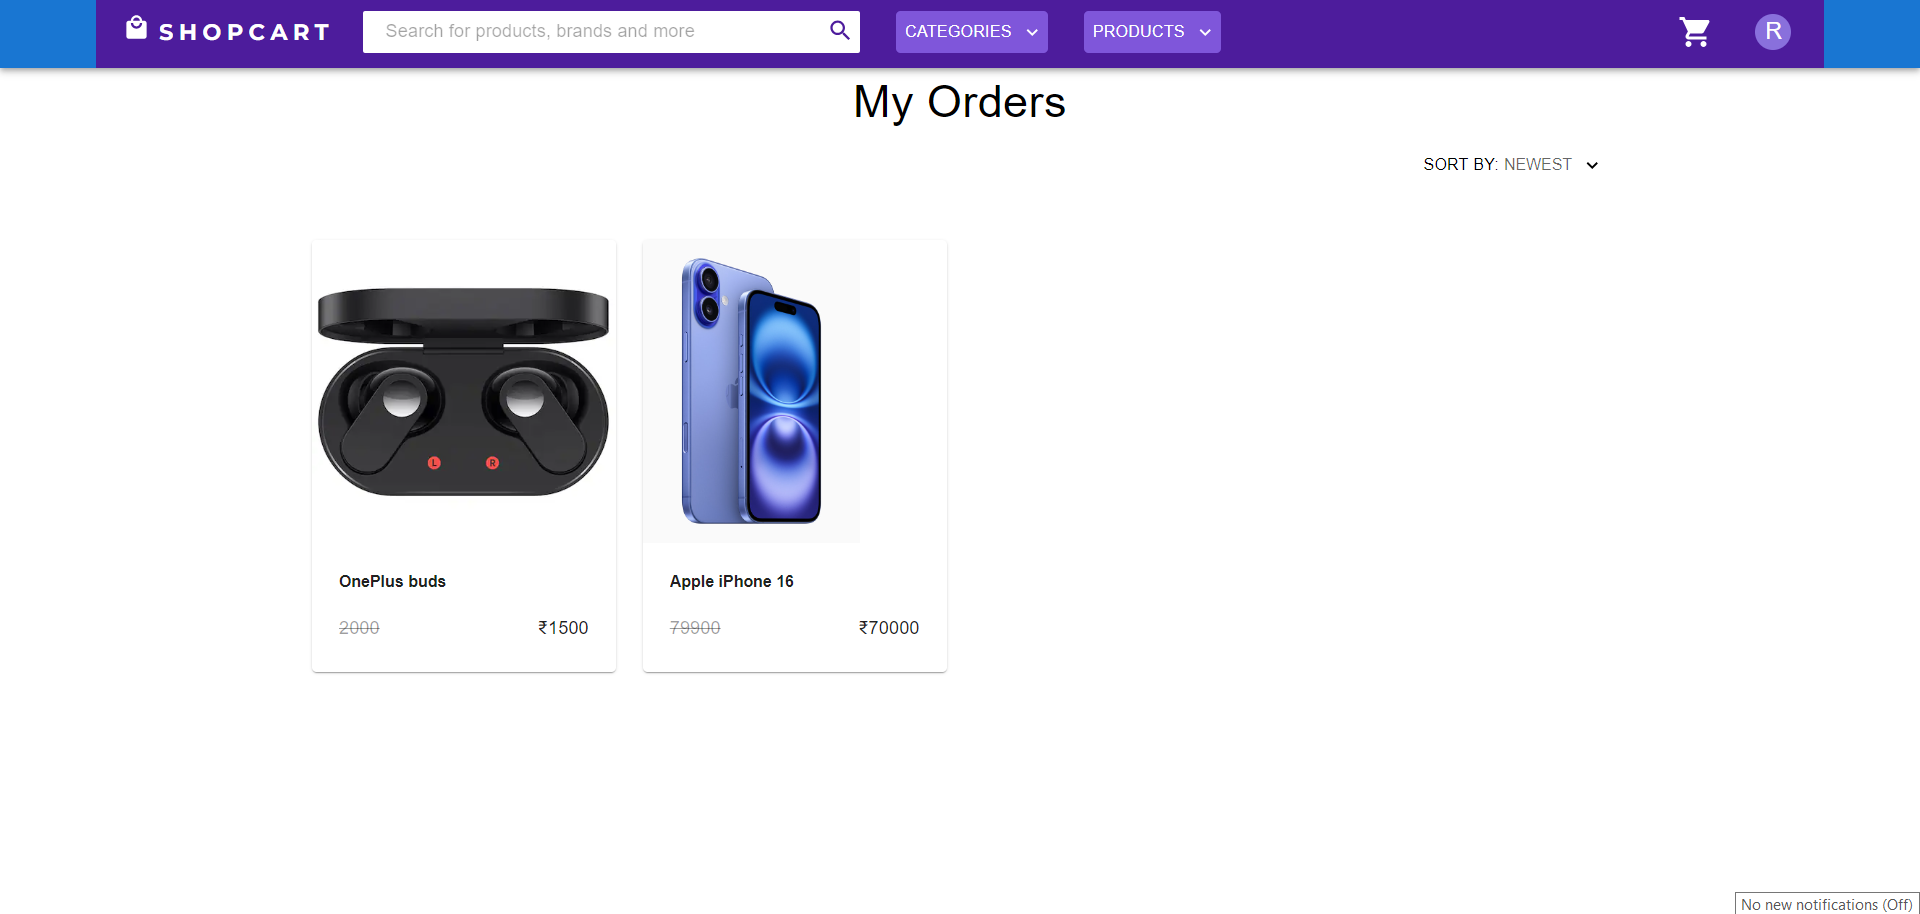 SHOPCART
Search for products, brands and more
CATEGORIES
PRODUCTS
R
My Orders
SORT BY: NEWEST
L
R
OnePlus buds
2000 ₹1500
Apple iPhone 16
79900 ₹70000
No new notifications (Off)